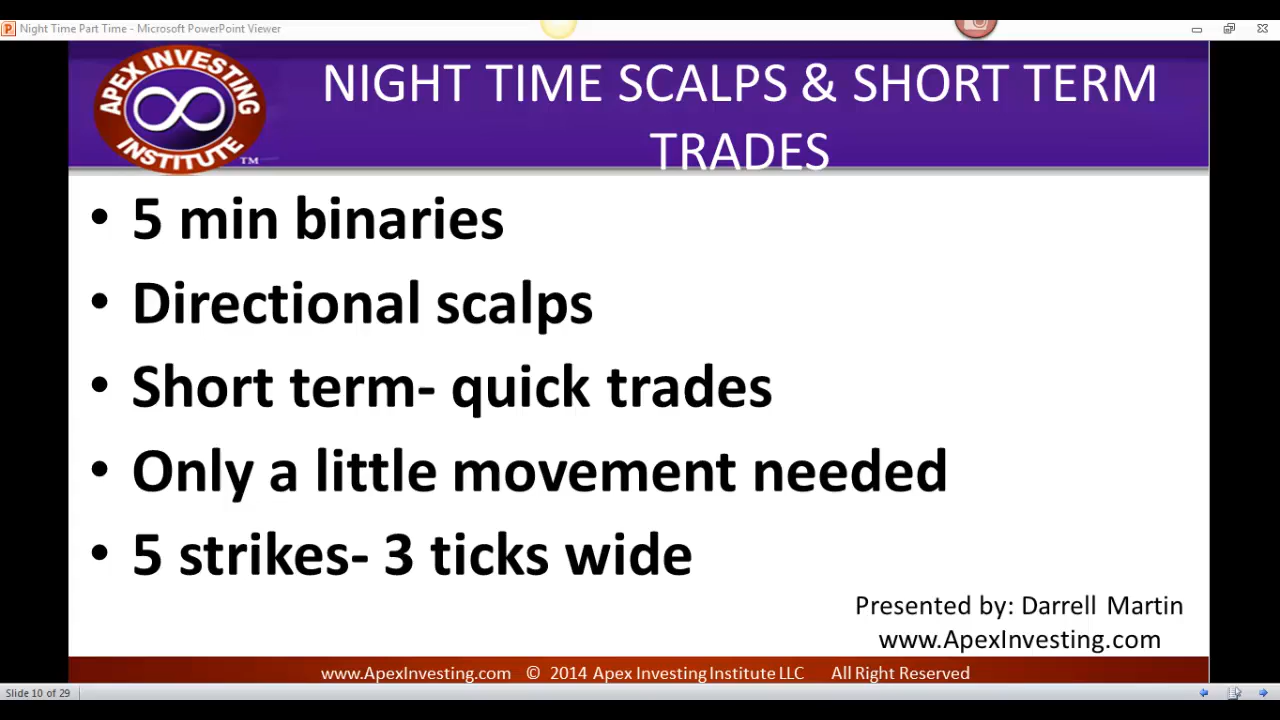 Night Time Part Time - Microsoft PowerPoint Viewer
APEX INVESTING
INSTITUTE
TM
NIGHT TIME SCALPS & SHORT TERM
TRADES
• 5 min binaries
• Directional scalps
• Short term- quick trades
• Only a little movement needed
• 5 strikes- 3 ticks wide
Presented by: Darrell Martin
www.ApexInvesting.com
www.ApexInvesting.com © 2014 Apex Investing Institute LLC All Right Reserved
Slide 10 of 29